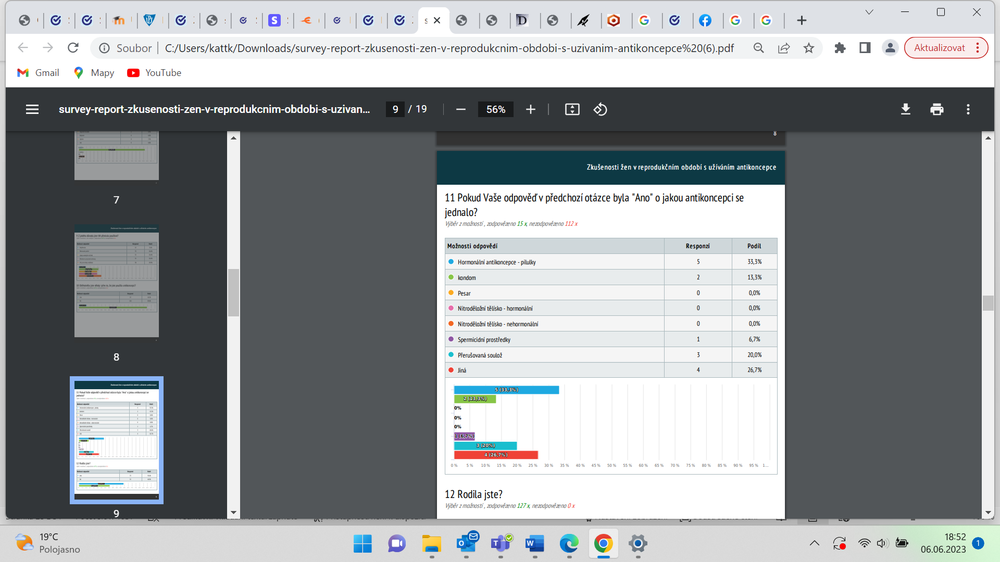 Soubor
C:/Users/kattk/Downloads/survey-report-zkusenosti-zen-v-reprodukcnim-obdobi-s-uzivanim-antikoncepce%20(6).pdf
Aktualizovat
Gmail
Mapy
YouTube
survey-report-zkusenosti-zen-v-reprodukcnim-obdobi-s-uzivan...
9 / 19
56%
7
8
9
8
Zkušenosti žen v reprodukčním období s užíváním antikoncepce
11 Pokud Vaše odpověď v předchozí otázce byla "Ano" o jakou antikoncepci se
jednalo?
Výběr z možností , zodpovězeno 15 x, nezodpovězeno 112 x
Možnosti odpovědí Responzí Podíl
Hormonální antikoncepce - pilulky 5 33,3%
kondom 2 13,3%
Pesar 0 0,0%
Nitroděložní tělísko - hormonální 0 0,0%
Nitroděložní tělísko - nehormonální 0 0,0%
Spermicidní prostředky 1 6,7%
Přerušovaná soulož 3 20,0%
Jiná 4 26,7%
5 (33,3%)
2 (13,3%)
0%
0%
0%
1 (6,7%)
3 (20%)
4 (26,7%)
0 % 5 % 10 % 15 % 20 % 25 % 30 % 35 % 40 % 45 % 50 % 55 % 60 % 65 % 70 % 75 % 80 % 85 % 90 % 95 % 1...
12 Rodila jste?
Výběr z možností , zodpovězeno 127 x, nezodpovězeno 0 x
19°C
Polojasno
18:52
06.06.2023
1